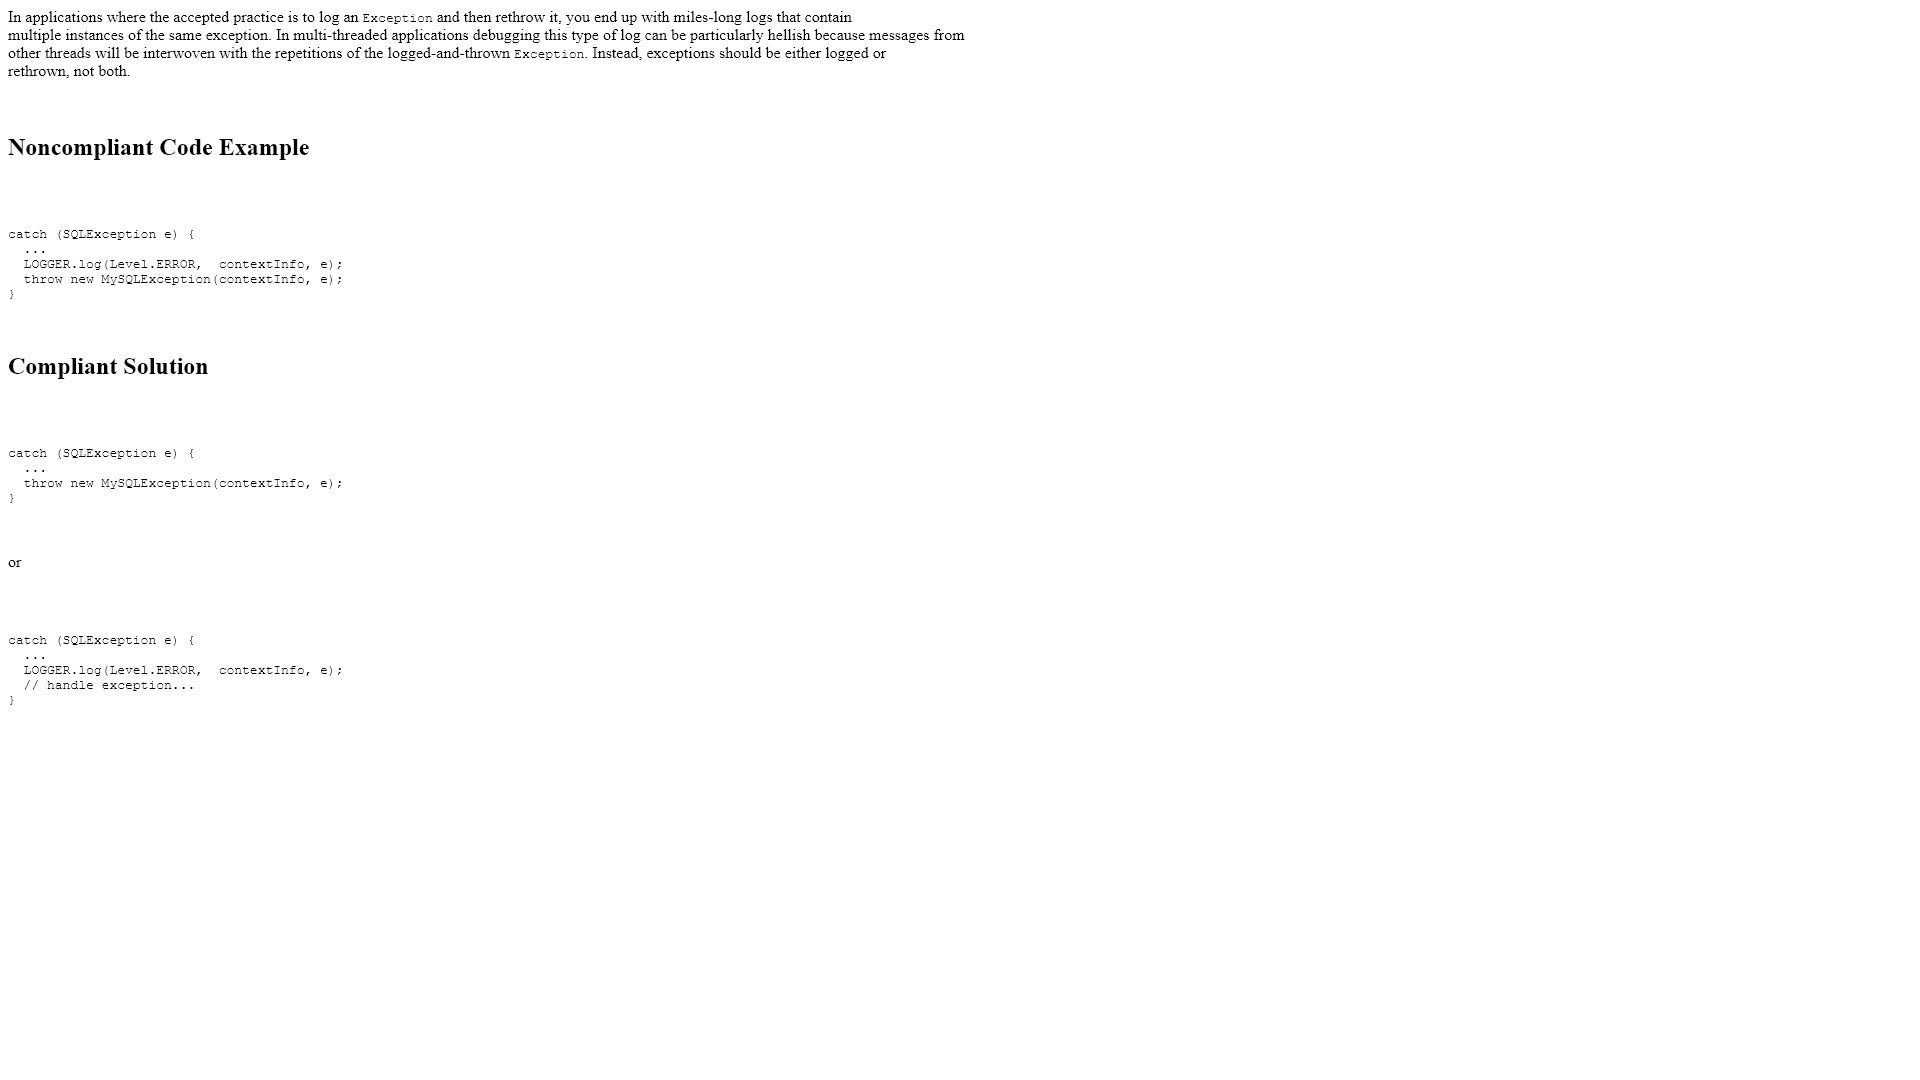 In applications where the accepted practice is to log an Exception and then rethrow it, you end up with miles-long logs that contain
multiple instances of the same exception. In multi-threaded applications debugging this type of log can be particularly hellish because messages from
other threads will be interwoven with the repetitions of the logged-and-thrown Exception. Instead, exceptions should be either logged or
rethrown, not both.
Noncompliant Code Example
catch (SQLException e) {
  ...
  LOGGER.log(Level.ERROR,  contextInfo, e);
  throw new MySQLException(contextInfo, e);
}
Compliant Solution
catch (SQLException e) {
  ...
  throw new MySQLException(contextInfo, e);
}
or
catch (SQLException e) {
  ...
  LOGGER.log(Level.ERROR,  contextInfo, e);
  // handle exception...
}